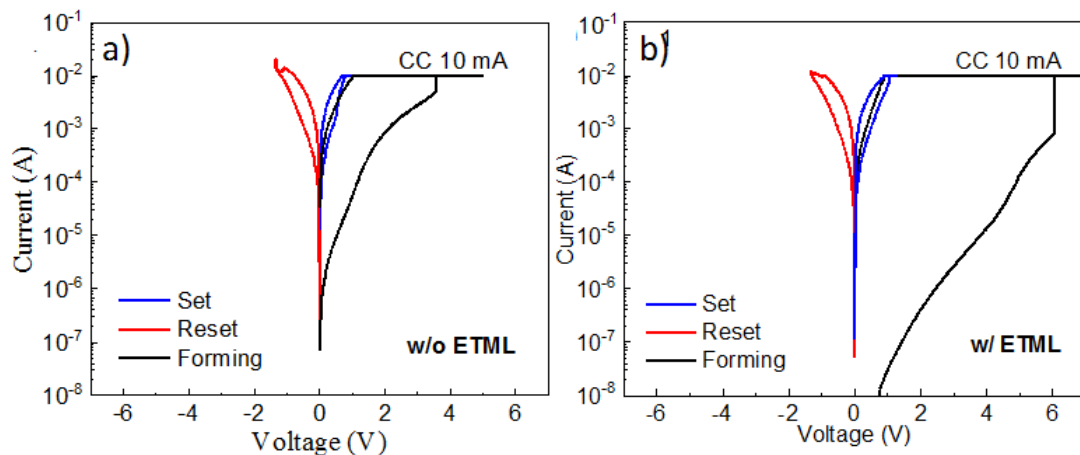 a)
CC 10 mA
10⁻¹
10⁻²
10⁻³
10⁻⁴
10⁻⁵
10⁻⁶
10⁻⁷
10⁻⁸
Current (A)
Set
Reset
Forming
w/o ETML
-6 -4 -2 0 2 4 6
Voltage (V)
b)
CC 10 mA
10⁻¹
10⁻²
10⁻³
10⁻⁴
10⁻⁵
10⁻⁶
10⁻⁷
10⁻⁸
Current (A)
Set
Reset
Forming
w/ ETML
-6 -4 -2 0 2 4 6
Voltage (V)